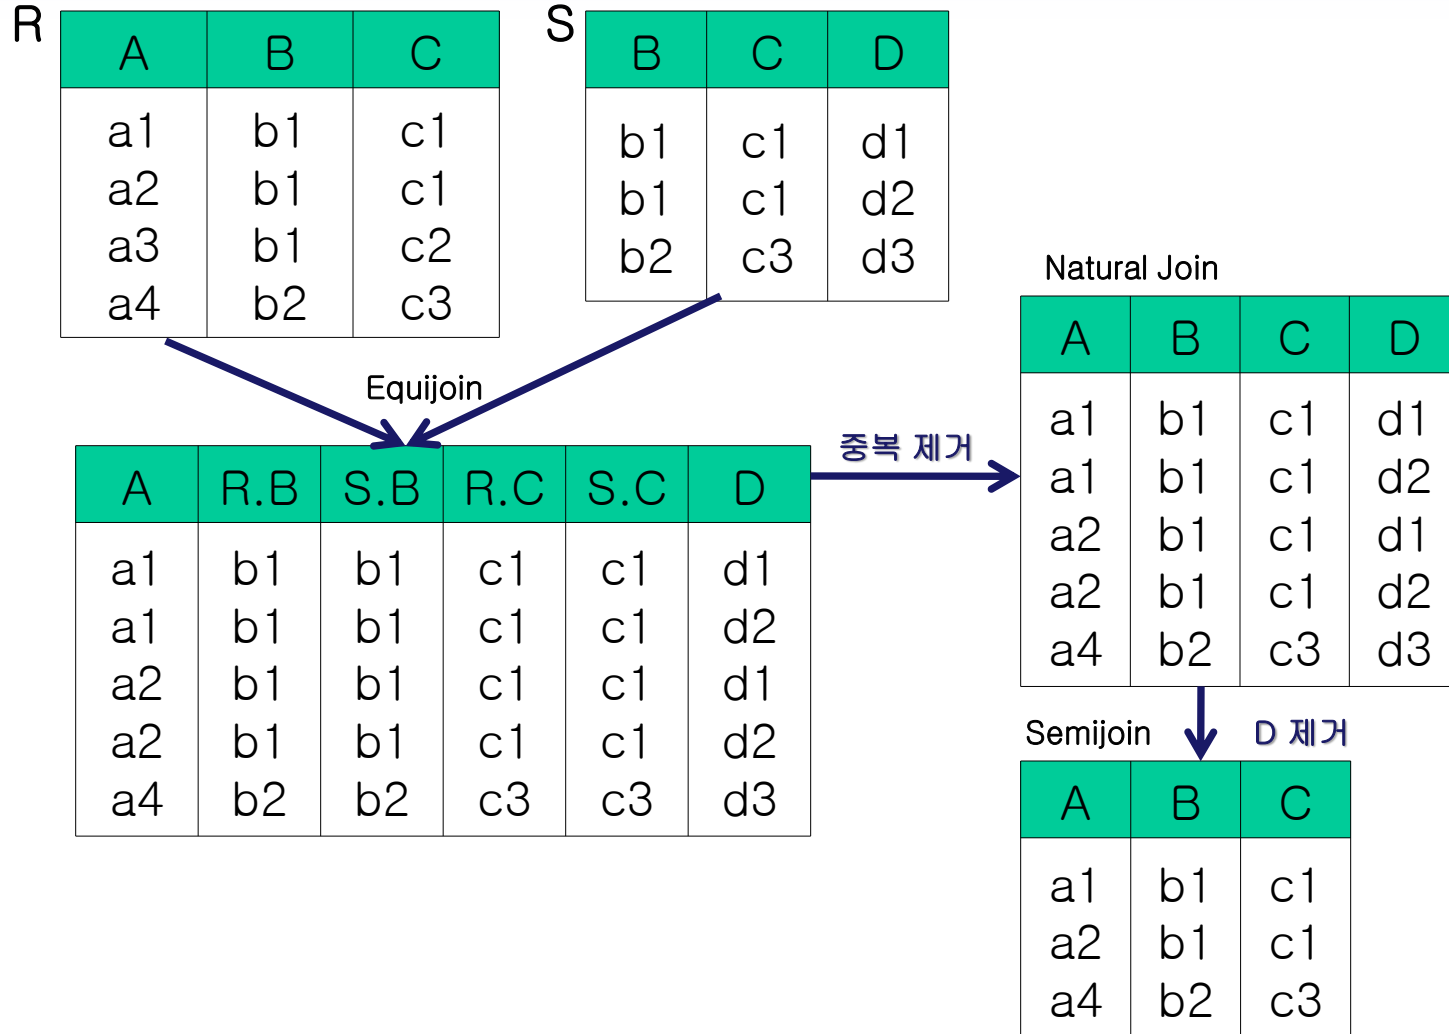 R
A B C
a1 b1 c1
a2 b1 c1
a3 b1 c2
a4 b2 c3
S
B C D
b1 c1 d1
b1 c1 d2
b2 c3 d3
Equijoin
A R.B S.B R.C S.C D
a1 b1 b1 c1 c1 d1
a1 b1 b1 c1 c1 d2
a2 b1 b1 c1 c1 d1
a2 b1 b1 c1 c1 d2
a4 b2 b2 c3 c3 d3
중복 제거
Natural Join
A B C D
a1 b1 c1 d1
a1 b1 c1 d2
a2 b1 c1 d1
a2 b1 c1 d2
a4 b2 c3 d3
Semijoin
D 제거
A B C
a1 b1 c1
a2 b1 c1
a4 b2 c3